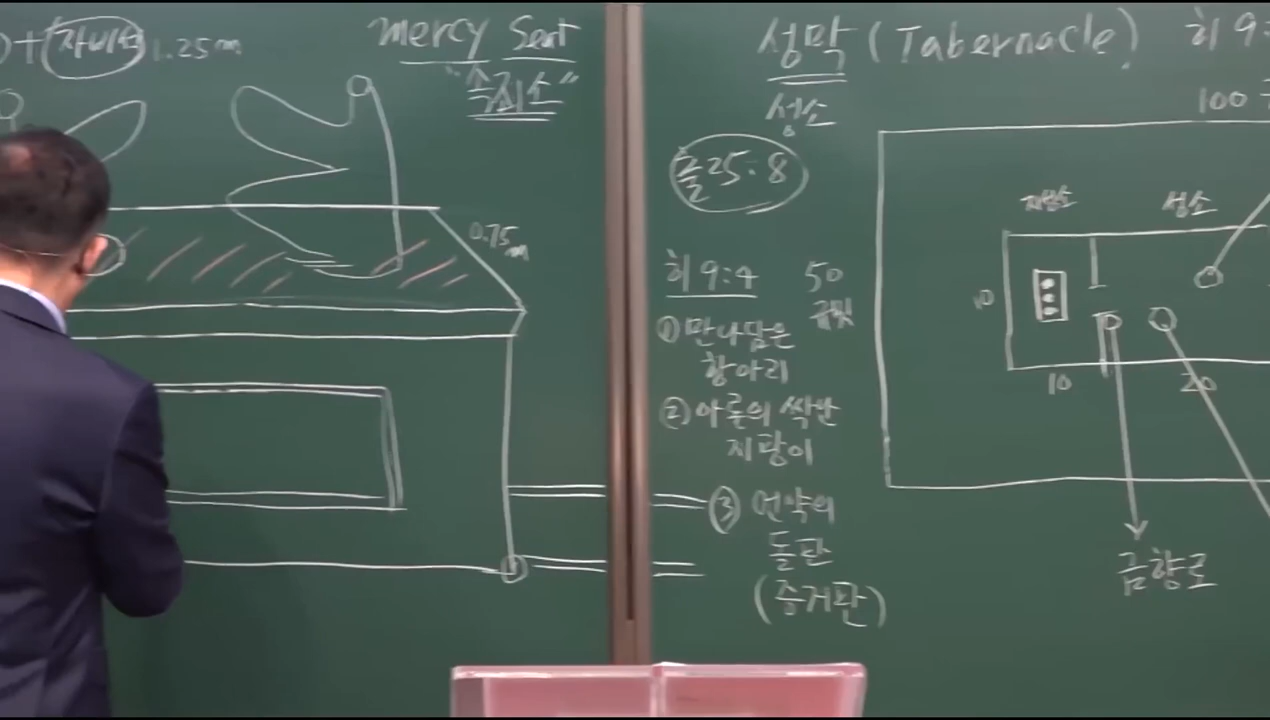 +자비석 1.25m
Mercy Seat
"속죄소"
0.75m
성막 (Tabernacle)
성소
출25:8
히9:4 50
규빗
① 만나담은
항아리
② 아론의 싹난
지팡이
③ 언약의
돌판
(증거판)
히9:
100
지성소
성소
10
10
20
금향로